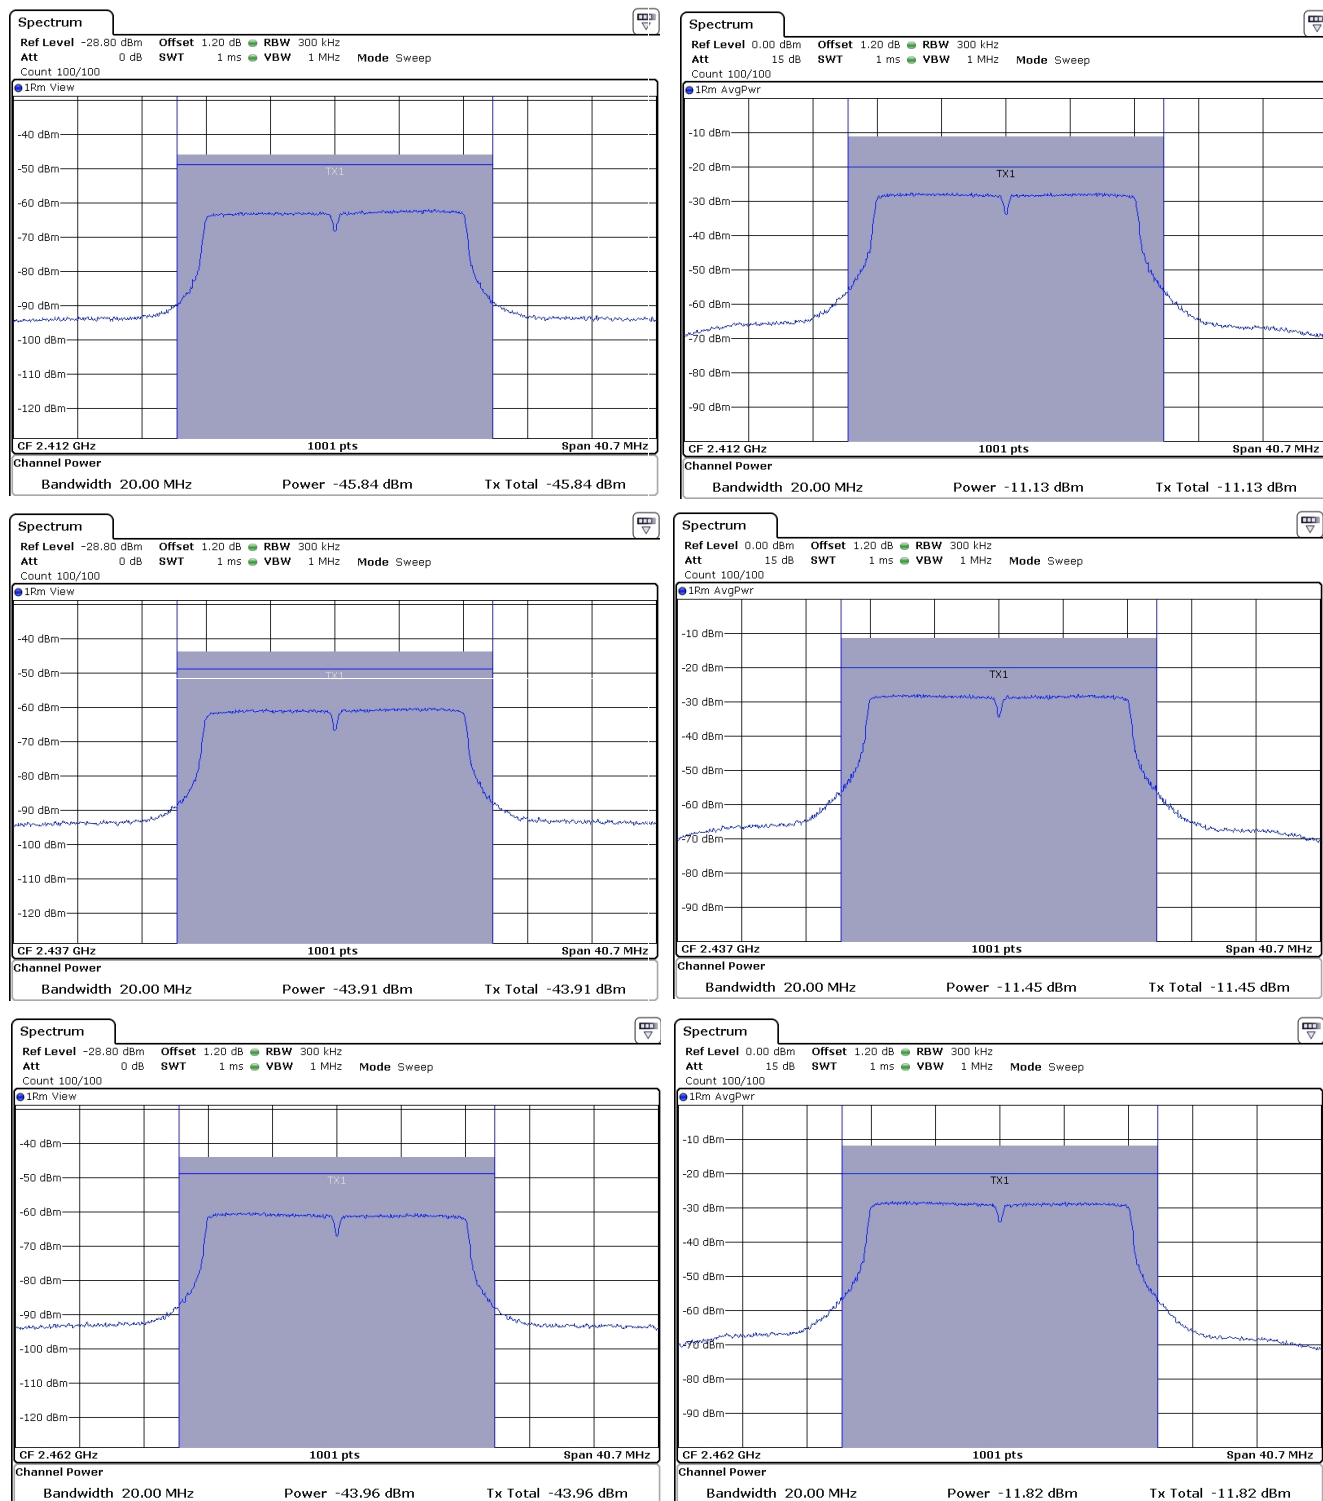 Spectrum
Ref Level -28.80 dBm Offset 1.20 dB RBW 300 kHz
Att 0 dB SWT 1 ms VBW 1 MHz Mode Sweep
Count 100/100
1Rm View
-40 dBm
-50 dBm
TX1
-60 dBm
-70 dBm
-80 dBm
-90 dBm
-100 dBm
-110 dBm
-120 dBm
CF 2.412 GHz 1001 pts Span 40.7 MHz
Channel Power
Bandwidth 20.00 MHz Power -45.84 dBm Tx Total -45.84 dBm
Spectrum
Ref Level 0.00 dBm Offset 1.20 dB RBW 300 kHz
Att 15 dB SWT 1 ms VBW 1 MHz Mode Sweep
Count 100/100
1Rm AvgPwr
-10 dBm
-20 dBm
TX1
-30 dBm
-40 dBm
-50 dBm
-60 dBm
-70 dBm
-80 dBm
-90 dBm
CF 2.412 GHz 1001 pts Span 40.7 MHz
Channel Power
Bandwidth 20.00 MHz Power -11.13 dBm Tx Total -11.13 dBm
Spectrum
Ref Level -28.80 dBm Offset 1.20 dB RBW 300 kHz
Att 0 dB SWT 1 ms VBW 1 MHz Mode Sweep
Count 100/100
1Rm View
-40 dBm
-50 dBm
TX1
-60 dBm
-70 dBm
-80 dBm
-90 dBm
-100 dBm
-110 dBm
-120 dBm
CF 2.437 GHz 1001 pts Span 40.7 MHz
Channel Power
Bandwidth 20.00 MHz Power -43.91 dBm Tx Total -43.91 dBm
Spectrum
Ref Level 0.00 dBm Offset 1.20 dB RBW 300 kHz
Att 15 dB SWT 1 ms VBW 1 MHz Mode Sweep
Count 100/100
1Rm AvgPwr
-10 dBm
-20 dBm
TX1
-30 dBm
-40 dBm
-50 dBm
-60 dBm
-70 dBm
-80 dBm
-90 dBm
CF 2.437 GHz 1001 pts Span 40.7 MHz
Channel Power
Bandwidth 20.00 MHz Power -11.45 dBm Tx Total -11.45 dBm
Spectrum
Ref Level -28.80 dBm Offset 1.20 dB RBW 300 kHz
Att 0 dB SWT 1 ms VBW 1 MHz Mode Sweep
Count 100/100
1Rm View
-40 dBm
-50 dBm
TX1
-60 dBm
-70 dBm
-80 dBm
-90 dBm
-100 dBm
-110 dBm
-120 dBm
CF 2.462 GHz 1001 pts Span 40.7 MHz
Channel Power
Bandwidth 20.00 MHz Power -43.96 dBm Tx Total -43.96 dBm
Spectrum
Ref Level 0.00 dBm Offset 1.20 dB RBW 300 kHz
Att 15 dB SWT 1 ms VBW 1 MHz Mode Sweep
Count 100/100
1Rm AvgPwr
-10 dBm
-20 dBm
TX1
-30 dBm
-40 dBm
-50 dBm
-60 dBm
-70 dBm
-80 dBm
-90 dBm
CF 2.462 GHz 1001 pts Span 40.7 MHz
Channel Power
Bandwidth 20.00 MHz Power -11.82 dBm Tx Total -11.82 dBm